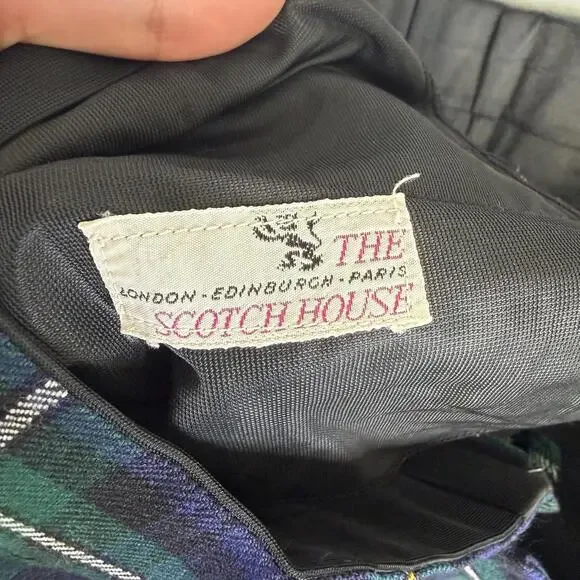 THE
LONDON - EDINBURGH - PARIS
SCOTCH HOUSE